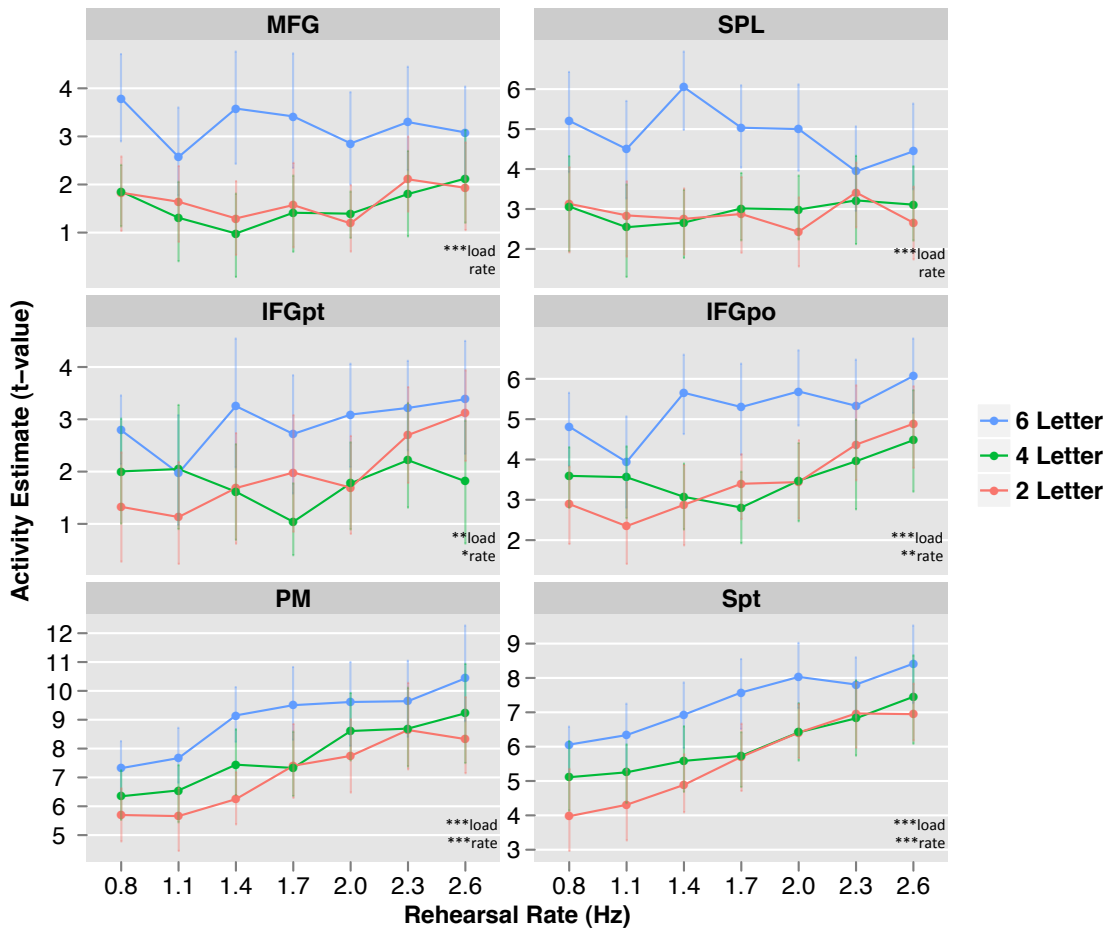 MFG
SPL
4
3
2
1
***load
rate
6
5
4
3
2
***load
rate
IFGpt
IFGpo
4
3
2
1
**load
*rate
6
5
4
3
2
***load
**rate
PM
Spt
12
11
10
9
8
7
6
5
***load
***rate
9
8
7
6
5
4
3
***load
***rate
0.8 1.1 1.4 1.7 2.0 2.3 2.6
0.8 1.1 1.4 1.7 2.0 2.3 2.6
Rehearsal Rate (Hz)
Activity Estimate (t−value)
6 Letter
4 Letter
2 Letter